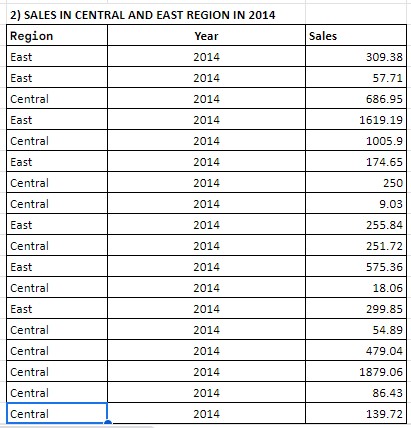 2) SALES IN CENTRAL AND EAST REGION IN 2014
Region Year Sales
East 2014 309.38
East 2014 57.71
Central 2014 686.95
East 2014 1619.19
Central 2014 1005.9
East 2014 174.65
Central 2014 250
Central 2014 9.03
East 2014 255.84
Central 2014 251.72
East 2014 575.36
Central 2014 18.06
East 2014 299.85
Central 2014 54.89
Central 2014 479.04
Central 2014 1879.06
Central 2014 86.43
Central 2014 139.72